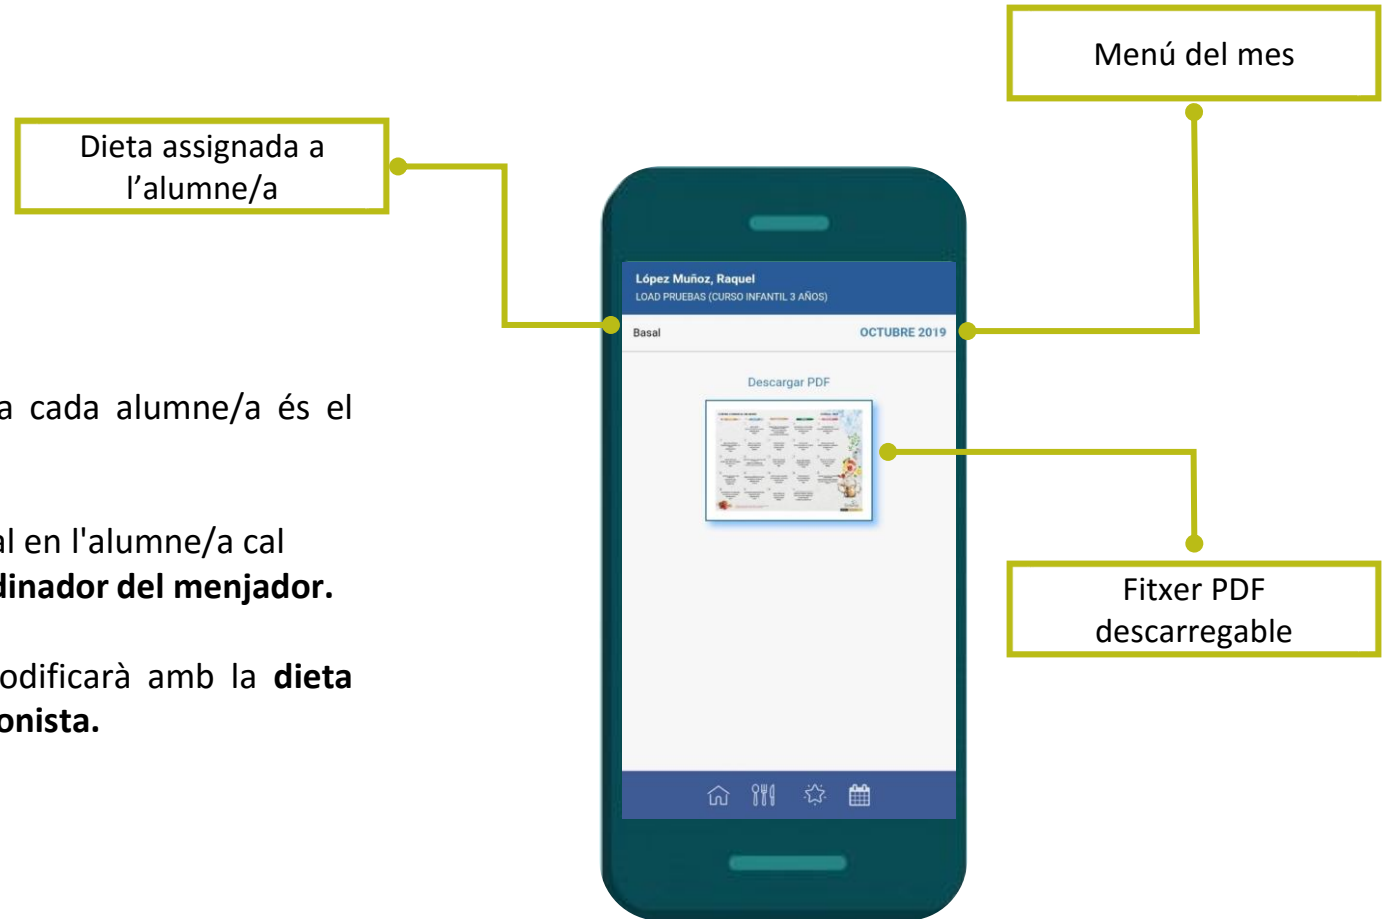 Menú del mes
Dieta assignada a
l’alumne/a
López Muñoz, Raquel
LOAD PRUEBAS (CURSO INFANTIL 3 AÑOS)
Basal
OCTUBRE 2019
Descargar PDF
a cada alumne/a és el
al en l'alumne/a cal
dinador del menjador.
odificarà amb la dieta
onista.
Fitxer PDF
descarregable